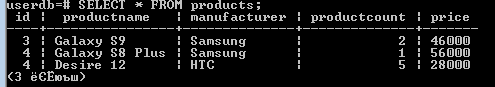 userdb=# SELECT * FROM products;
id ¦ productname ¦ manufacturer ¦ productcount ¦ price
3 ¦ Galaxy S9 ¦ Samsung ¦ 2 ¦ 46000
4 ¦ Galaxy S8 Plus ¦ Samsung ¦ 1 ¦ 56000
4 ¦ Desire 12 ¦ HTC ¦ 5 ¦ 28000
(3 ёЄЁюъш)